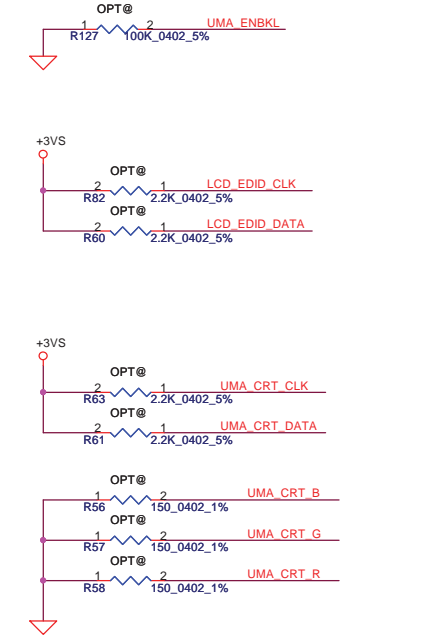 OPT@
1 2 UMA_ENBKL
R127 100K_0402_5%
+3VS
OPT@
2 1 LCD_EDID_CLK
R82 2.2K_0402_5%
OPT@
2 1 LCD_EDID_DATA
R60 2.2K_0402_5%
+3VS
OPT@
2 1 UMA_CRT_CLK
R63 2.2K_0402_5%
OPT@
2 1 UMA_CRT_DATA
R61 2.2K_0402_5%
OPT@
1 2 UMA_CRT_B
R56 150_0402_1%
OPT@
1 2 UMA_CRT_G
R57 150_0402_1%
OPT@
1 2 UMA_CRT_R
R58 150_0402_1%